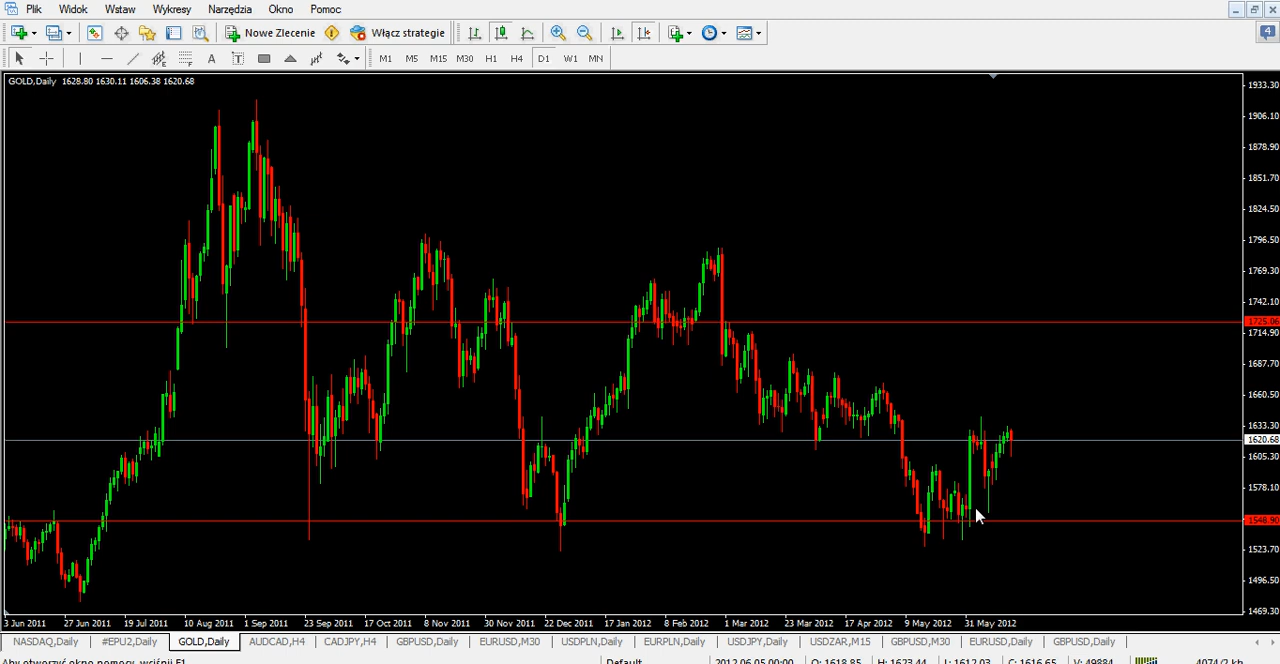 Plik Widok Wstaw Wykresy Narzędzia Okno Pomoc
Nowe Zlecenie Włącz strategie 4
A T M1 M5 M15 M30 H1 H4 D1 W1 MN
GOLD,Daily 1628.80 1630.11 1606.38 1620.68
1933.30
1906.10
1878.90
1851.70
1824.50
1796.50
1769.30
1742.10
1725.06
1714.90
1687.70
1660.50
1633.30
1620.68
1605.30
1578.10
1548.90
1523.70
1496.50
1469.30
3 Jun 2011 27 Jun 2011 19 Jul 2011 10 Aug 2011 1 Sep 2011 23 Sep 2011 17 Oct 2011 8 Nov 2011 30 Nov 2011 22 Dec 2011 17 Jan 2012 8 Feb 2012 1 Mar 2012 23 Mar 2012 17 Apr 2012 9 May 2012 31 May 2012
NASDAQ,Daily #EPU2,Daily GOLD,Daily AUDCAD,H4 CADJPY,H4 GBPUSD,Daily EURUSD,M30 USDPLN,Daily EURPLN,Daily USDJPY,Daily USDZAR,M15 GBPUSD,M30 EURUSD,Daily GBPUSD,Daily
Aby otworzyć okno pomocy, wciśnij F1 Default 2012.06.05 00:00 O: 1618.85 H: 1623.44 L: 1612.03 C: 1616.65 V: 49884 4074/2 kb